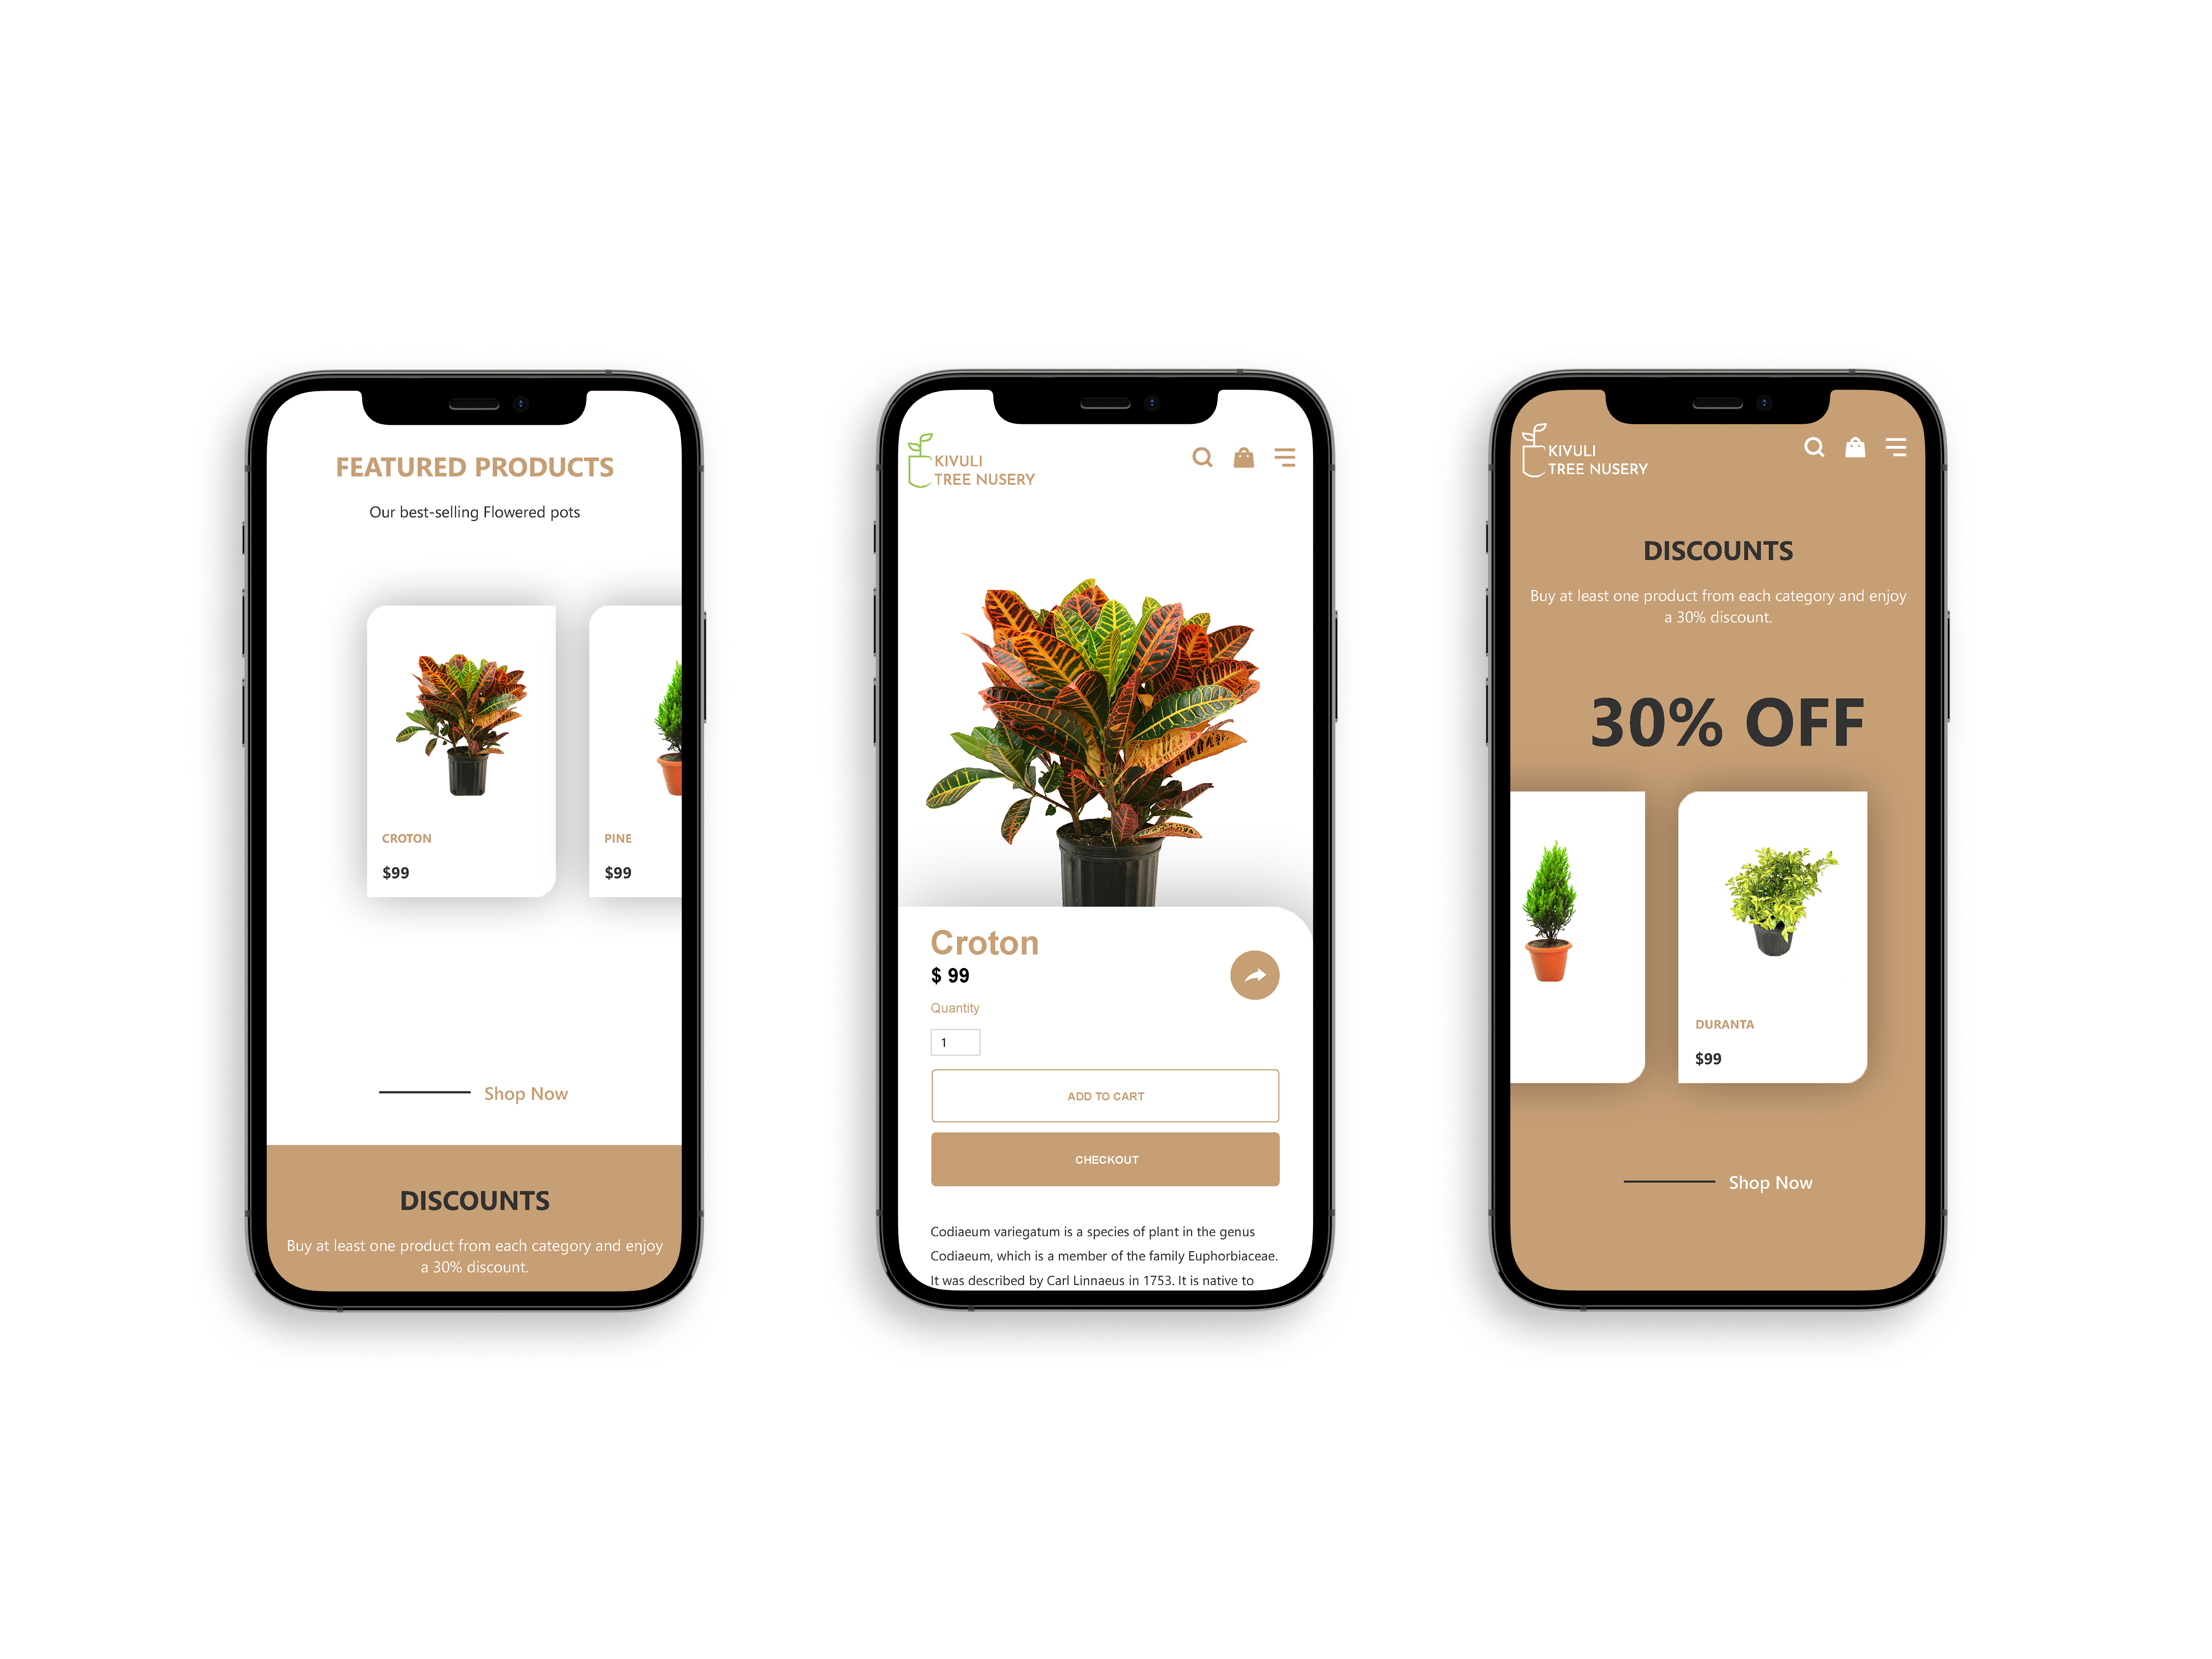 FEATURED PRODUCTS
Our best-selling Flowered pots
CROTON
$99
PINE
$99
Shop Now
DISCOUNTS
Buy at least one product from each category and enjoy
a 30% discount.
KIVULI
TREE NUSERY
Croton
$ 99
Quantity
1
ADD TO CART
CHECKOUT
Codiaeum variegatum is a species of plant in the genus
Codiaeum, which is a member of the family Euphorbiaceae.
It was described by Carl Linnaeus in 1753. It is native to
KIVULI
TREE NUSERY
DISCOUNTS
Buy at least one product from each category and enjoy
a 30% discount.
30% OFF
DURANTA
$99
Shop Now